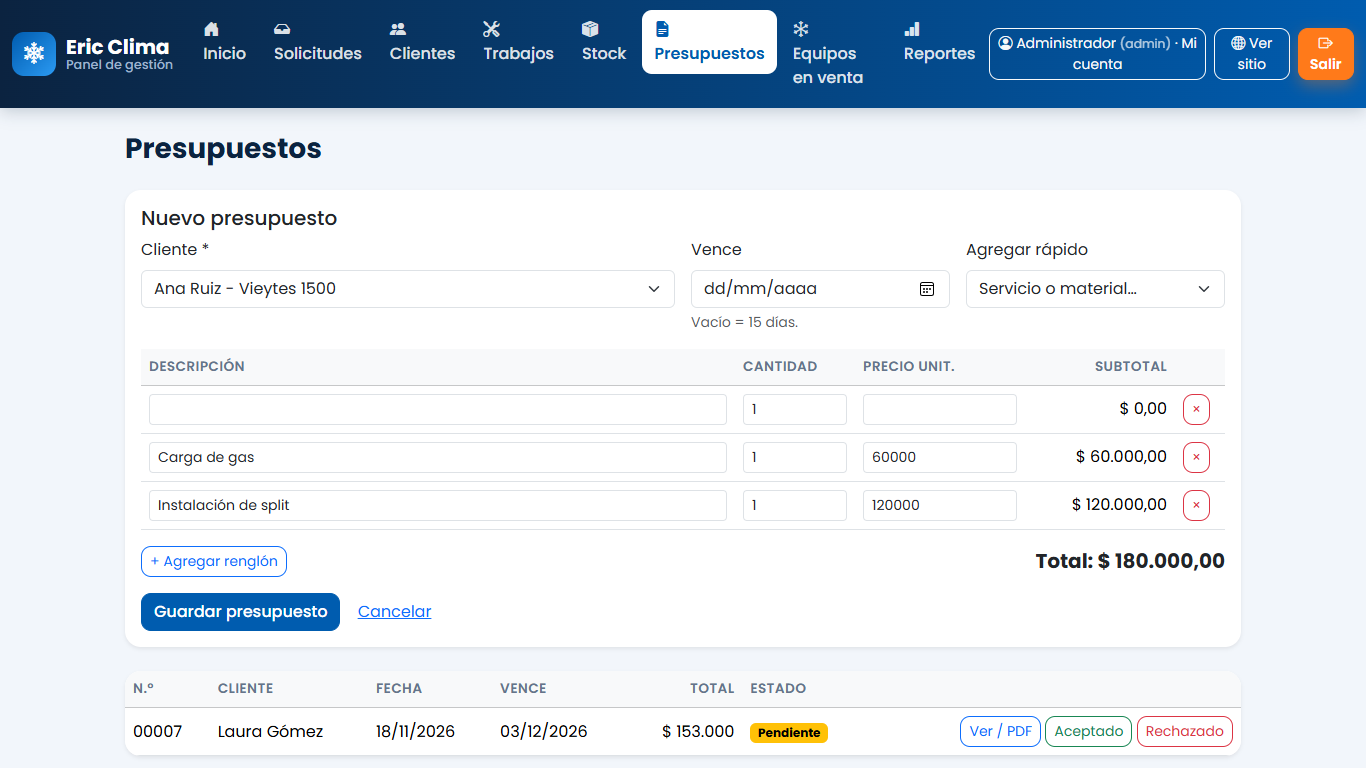 Eric Clima
Panel de gestión
Inicio
Solicitudes
Clientes
Trabajos
Stock
Presupuestos
Equipos
en venta
Reportes
Administrador (admin) · Mi
cuenta
Ver
sitio
Salir
Presupuestos
Nuevo presupuesto
Cliente * Vence Agregar rápido
Ana Ruiz - Vieytes 1500 dd/mm/aaaa Servicio o material...
Vacío = 15 días.
DESCRIPCIÓN CANTIDAD PRECIO UNIT. SUBTOTAL
1 $ 0,00 ×
Carga de gas 1 60000 $ 60.000,00 ×
Instalación de split 1 120000 $ 120.000,00 ×
+ Agregar renglón Total: $ 180.000,00
Guardar presupuesto Cancelar
N.º CLIENTE FECHA VENCE TOTAL ESTADO
00007 Laura Gómez 18/11/2026 03/12/2026 $ 153.000 Pendiente Ver / PDF Aceptado Rechazado